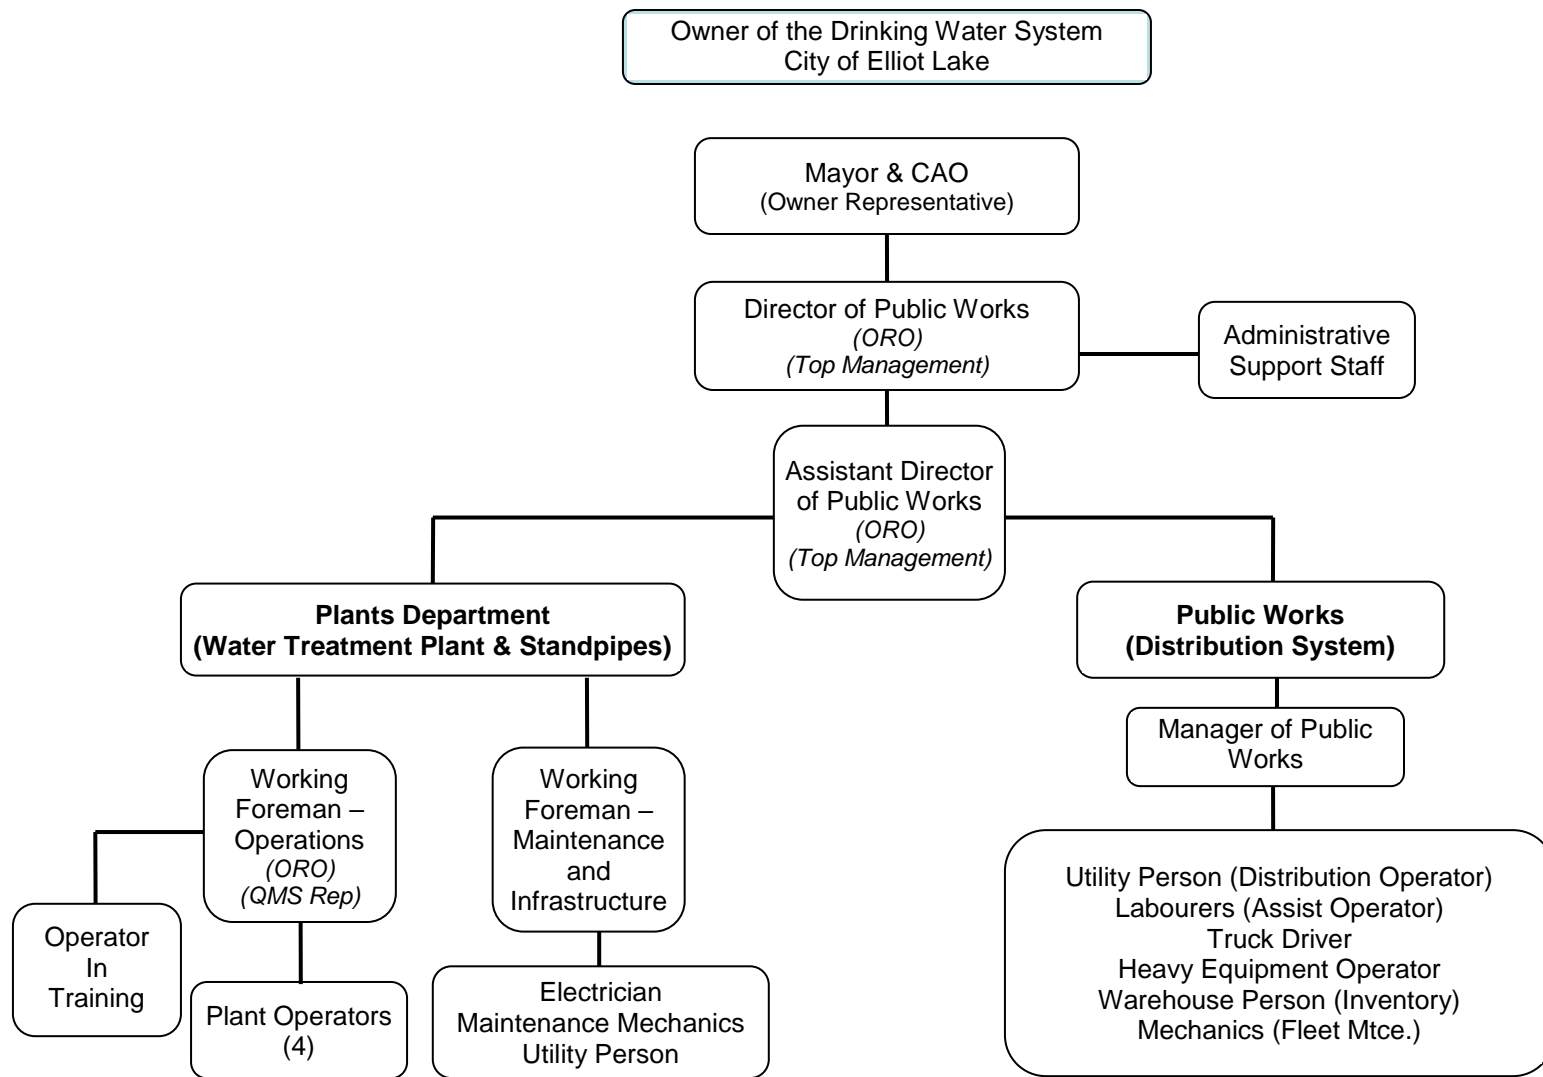 Owner of the Drinking Water System
City of Elliot Lake
Mayor & CAO
(Owner Representative)
Director of Public Works
(ORO)
(Top Management)
Administrative
Support Staff
Assistant Director
of Public Works
(ORO)
(Top Management)
Plants Department
(Water Treatment Plant & Standpipes)
Public Works
(Distribution System)
Working
Foreman –
Operations
(ORO)
(QMS Rep)
Working
Foreman –
Maintenance
and
Infrastructure
Manager of Public
Works
Operator
In
Training
Plant Operators
(4)
Electrician
Maintenance Mechanics
Utility Person
Utility Person (Distribution Operator)
Labourers (Assist Operator)
Truck Driver
Heavy Equipment Operator
Warehouse Person (Inventory)
Mechanics (Fleet Mtce.)